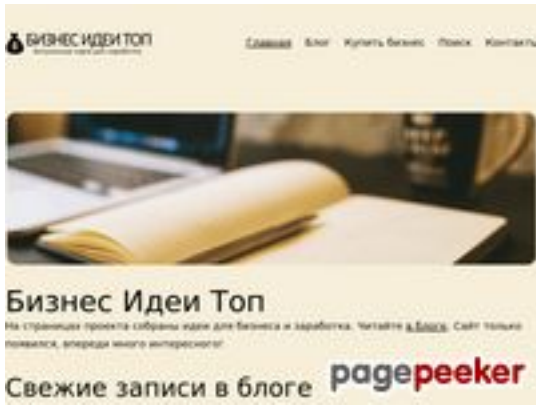 БИЗНЕС ИДЕИ ТОП
Главная Блог Купить бизнес Поиск Контакты
Бизнес Идеи Топ
На страницах проекта собраны идеи для бизнеса и заработка. Читайте в блоге. Сайт только
появился, впереди много интересного!
Свежие записи в блоге
pagepeeker